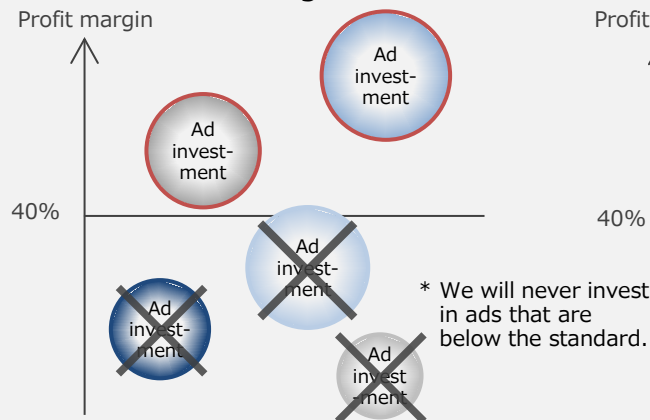 Profit margin
Profit
Ad
invest-
ment
Ad
invest-
ment
40%
40%
Ad
invest-
ment
* We will never invest
in ads that are
below the standard.
Ad
invest-
ment
Ad
invest
-ment